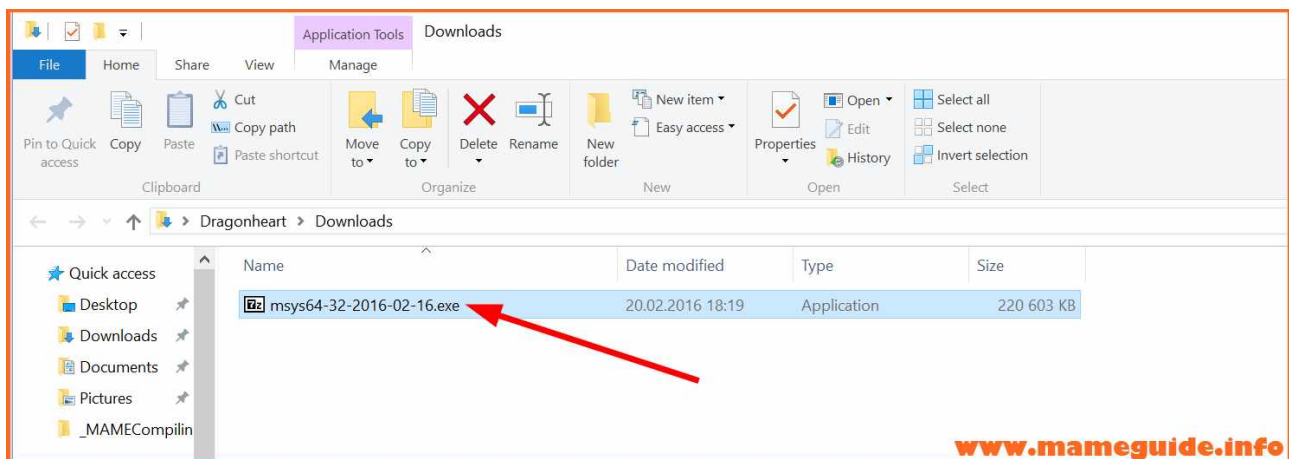 Application Tools Downloads
File Home Share View Manage
Pin to Quick access
Copy
Paste
Cut
Copy path
Paste shortcut
Move to
Copy to
Delete
Rename
New folder
New item
Easy access
Properties
Open
Edit
History
Select all
Select none
Invert selection
Clipboard Organize New Open Select
Dragonheart > Downloads
Quick access
Desktop
Downloads
Documents
Pictures
_MAMECompilin
Name Date modified Type Size
msys64-32-2016-02-16.exe 20.02.2016 18:19 Application 220 603 KB
www.mameguide.info